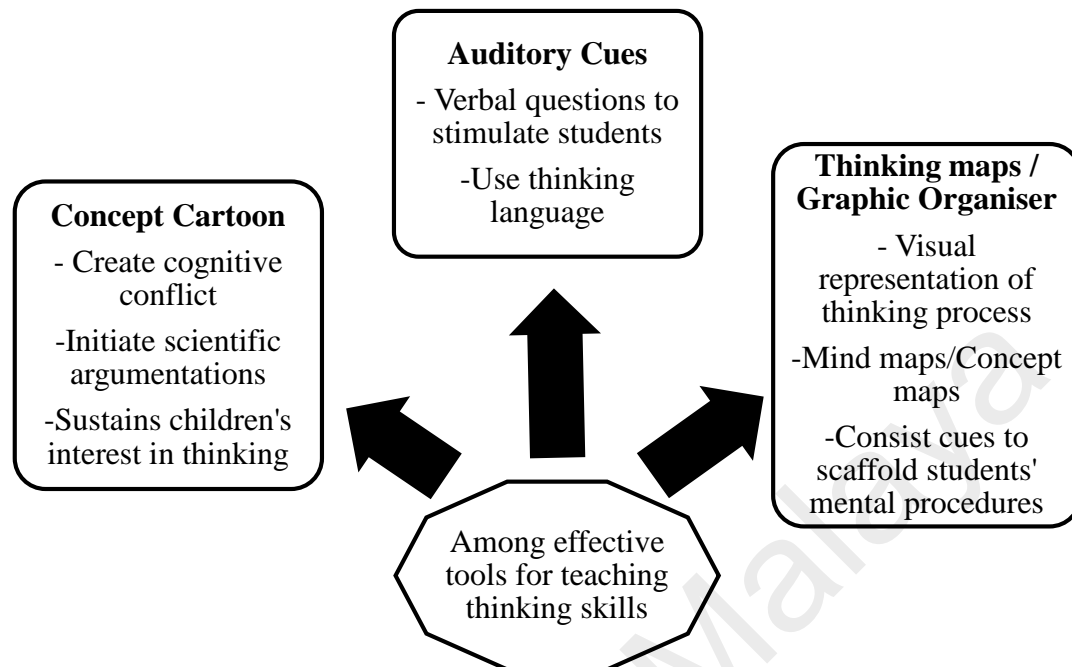 Auditory Cues
- Verbal questions to
stimulate students
-Use thinking
language
Concept Cartoon
- Create cognitive
conflict
-Initiate scientific
argumentations
-Sustains children's
interest in thinking
Thinking maps /
Graphic Organiser
- Visual
representation of
thinking process
-Mind maps/Concept
maps
-Consist cues to
scaffold students'
mental procedures
Among effective
tools for teaching
thinking skills
Malaya